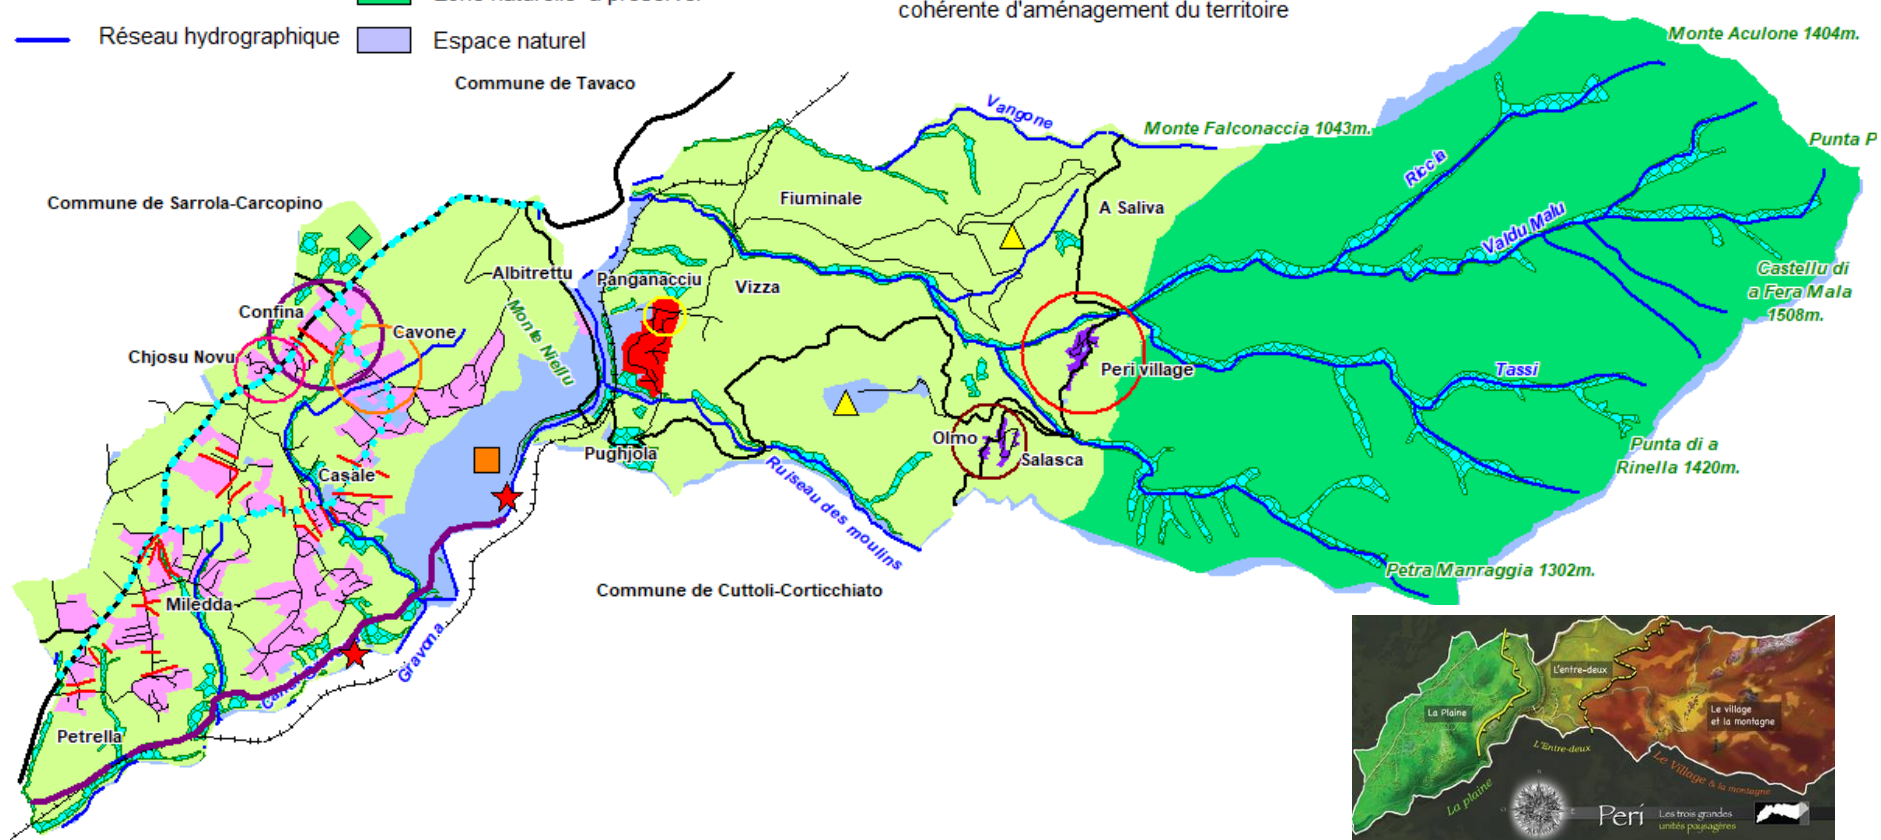 cohérente d'aménagement du territoire
Réseau hydrographique
Espace naturel
Monte Aculone 1404m.
Commune de Tavaco
Vangone
Monte Falconaccia 1043m.
Punta P
Riccia
Commune de Sarrola-Carcopino
Fiuminale
A Saliva
Valdu Malu
Albitrettu
Panganacciu
Vizza
Castellu di
a Fera Mala
1508m.
Confina
Cavone
Monte Niellu
Chjosu Novu
Peri village
Tassi
Olmo
Salasca
Pughjola
Punta di a
Rinella 1420m.
Casale
Ruiseau des moulins
Petra Manraggia 1302m.
Commune de Cuttoli-Corticchiato
Miledda
Gravona
Petrella
L'entre-deux
La Plaine
Le village
et la montagne
L'Entre-deux
Le Village & la montagne
La plaine
Peri
Les trois grandes
unités paysagères